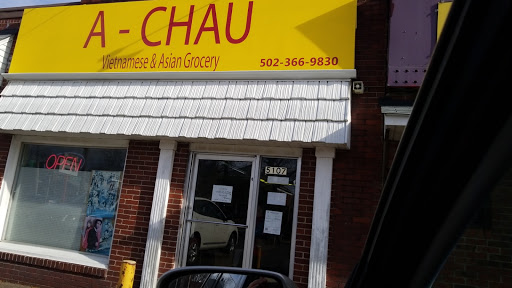 A - CHAU
Vietnamese & Asian Grocery
502-366-9830
OPEN
5107